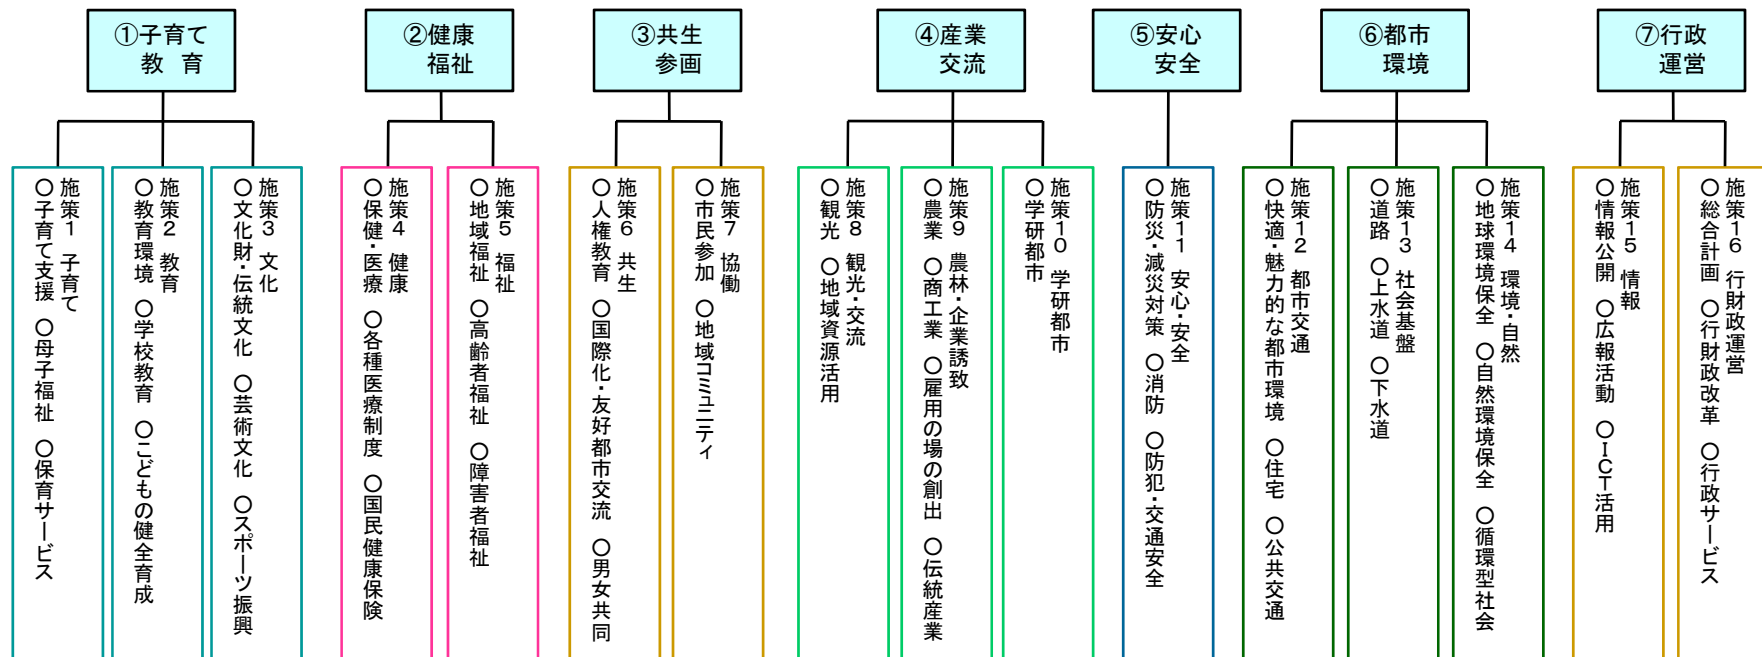 ①子育て
教 育
②健康
福祉
③共生
参画
④産業
交流
⑤安心
安全
⑥都市
環境
⑦行政
運営
施策1 子育て
○子育て支援 ○母子福祉 ○保育サービス
施策2 教育
○教育環境 ○学校教育 ○こどもの健全育成
施策3 文化
○文化財・伝統文化 ○芸術文化 ○スポーツ振興
施策4 健康
○保健・医療 ○各種医療制度 ○国民健康保険
施策5 福祉
○地域福祉 ○高齢者福祉 ○障害者福祉
施策6 共生
○人権教育 ○国際化・友好都市交流 ○男女共同
施策7 協働
○市民参加 ○地域コミュニティ
施策8 観光・交流
○観光 ○地域資源活用
施策9 農林・企業誘致
○農業 ○商工業 ○雇用の場の創出 ○伝統産業
施策10 学研都市
○学研都市
施策11 安心・安全
○防災・減災対策 ○消防 ○防犯・交通安全
施策12 都市交通
○快適・魅力的な都市環境 ○住宅 ○公共交通
施策13 社会基盤
○道路 ○上水道 ○下水道
施策14 環境・自然
○地球環境保全 ○自然環境保全 ○循環型社会
施策15 情報
○情報公開 ○広報活動 ○ICT活用
施策16 行財政運営
○総合計画 ○行財政改革 ○行政サービス